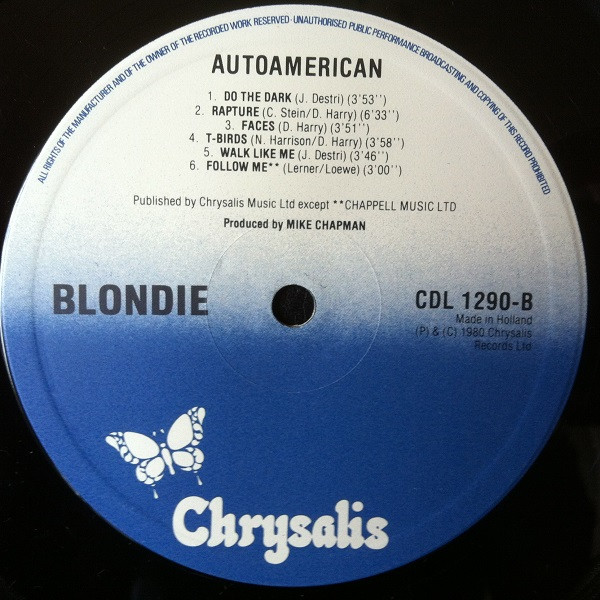 ALL RIGHTS OF THE MANUFACTURER AND OF THE OWNER OF THE RECORDED WORK RESERVED · UNAUTHORISED PUBLIC PERFORMANCE BROADCASTING AND COPYING OF THIS RECORD PROHIBITED
AUTOAMERICAN
1. DO THE DARK (J. Destri) (3'53'')
2. RAPTURE (C. Stein/D. Harry) (6'33'')
3. FACES (D. Harry) (3'51'')
4. T-BIRDS (N. Harrison/D. Harry) (3'58'')
5. WALK LIKE ME (J. Destri) (3'46'')
6. FOLLOW ME** (Lerner/Loewe) (3'00'')
Published by Chrysalis Music Ltd except **CHAPPELL MUSIC LTD
Produced by MIKE CHAPMAN
BLONDIE
CDL 1290-B
Made in Holland
(P) & (C) 1980 Chrysalis
Records Ltd
Chrysalis